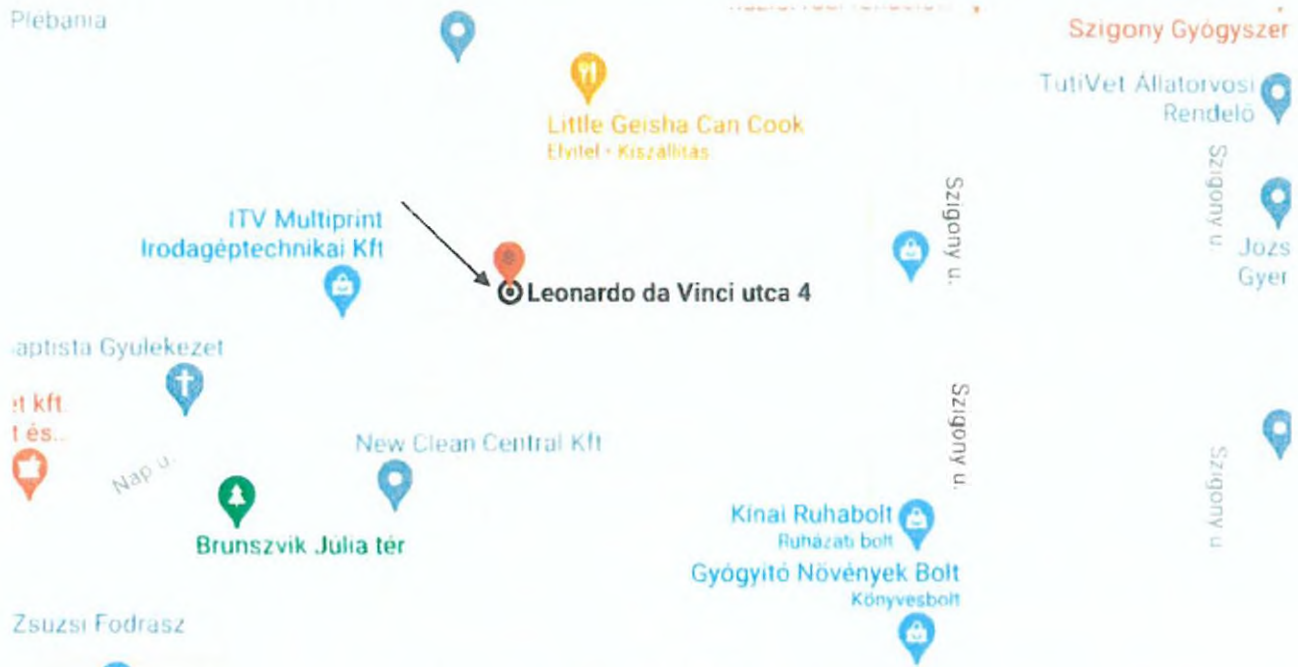 Plébánia
Szigony Gyógyszer
TutiVet Állatorvosi
Rendelő
Little Geisha Can Cook
Elvitel • Kiszállítás
Szigony u.
Szigony u.
ITV Multiprint
Irodagéptechnikai Kft
Józs
Gyer
Leonardo da Vinci utca 4
aptista Gyülekezet
et kft.
t és...
Szigony u.
New Clean Central Kft
Nap u.
Szigony u
Kínai Ruhabolt
Ruházati bolt
Brunszvik Júlia tér
Gyógyító Növények Bolt
Könyvesbolt
Zsuzsi Fodrász